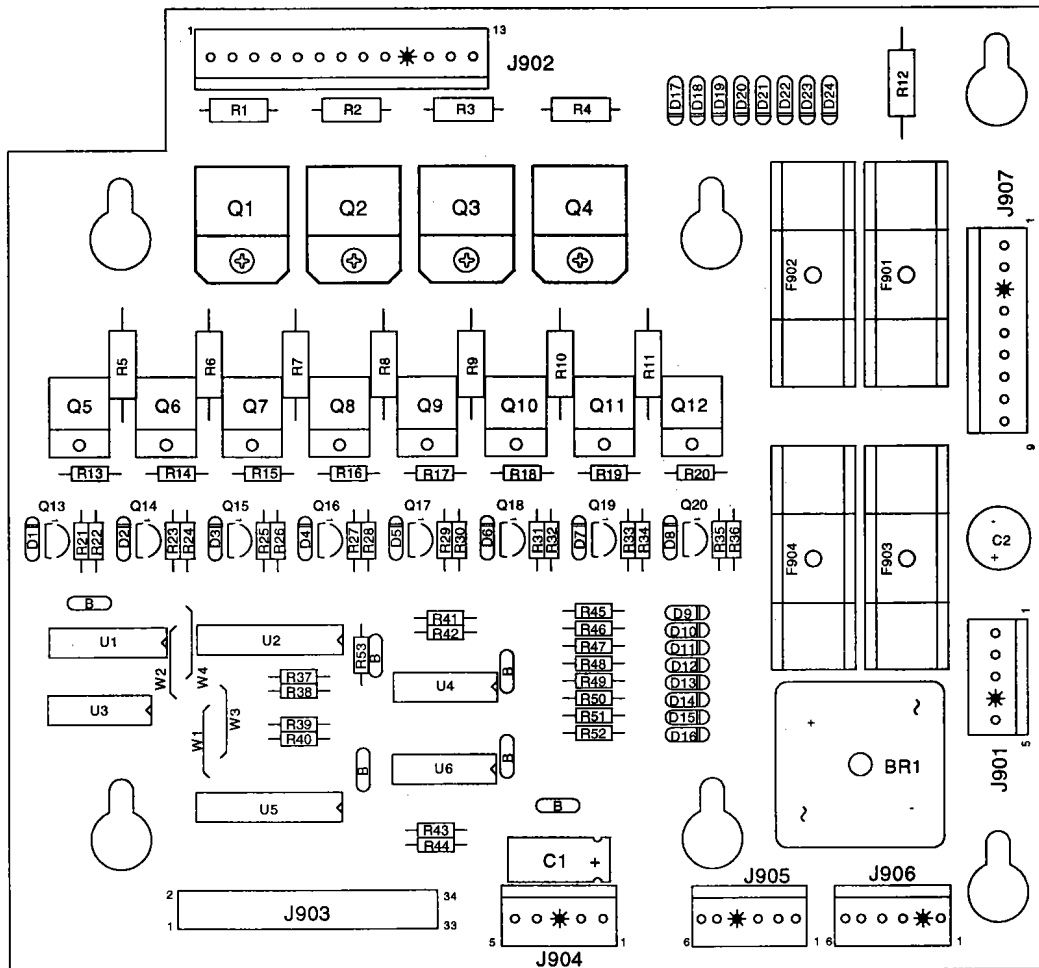 1 13
J902
R1 R2 R3 R4
D17 D18 D19 D20 D21 D22 D23 D24
R12
Q1 Q2 Q3 Q4
F902 F901
J907
1
9
R5 R6 R7 R8 R9 R10 R11
Q5 Q6 Q7 Q8 Q9 Q10 Q11 Q12
R13 R14 R15 R16 R17 R18 R19 R20
Q13 Q14 Q15 Q16 Q17 Q18 Q19 Q20
D1 R21 R22 D2 R23 R24 D3 R25 R26 D4 R27 R28 D5 R29 R30 D6 R31 R32 D7 R33 R34 D8 R35 R36
F904 F903
- C2 +
B
U1 U2
W2 W4
R53 B
R41
R42
R45
R46
R47
R48
R49
R50
R51
R52
D9
D10
D11
D12
D13
D14
D15
D16
1
5
J901
R37
R38
U3
U4 B
W1 W3
R39
R40
U5
B
U6 B
+ ~
BR1
~ -
B
R43
R44
C1 +
2 34
J903
1 33
5 1
J904
J905
6 1
J906
6 1